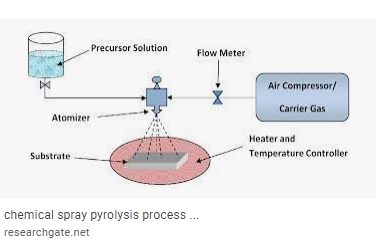 Precursor Solution
Flow Meter
Air Compressor/
Carrier Gas
Atomizer
Heater and
Temperature Controller
Substrate
chemical spray pyrolysis process ...
researchgate.net